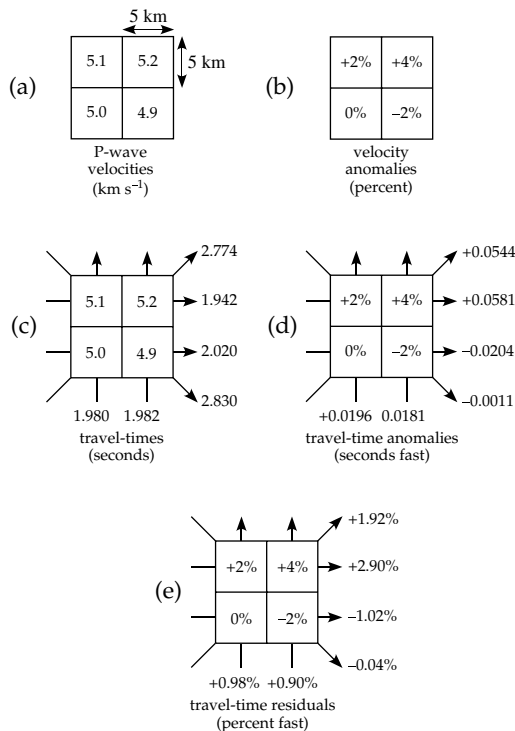 5 km
5.1 5.2
5 km
(a)
5.0 4.9
P-wave
velocities
(km s⁻¹)
+2% +4%
(b)
0% –2%
velocity
anomalies
(percent)
2.774
5.1 5.2 1.942
(c)
5.0 4.9 2.020
2.830
1.980 1.982
travel-times
(seconds)
+0.0544
+2% +4% +0.0581
(d)
0% –2% –0.0204
–0.0011
+0.0196 0.0181
travel-time anomalies
(seconds fast)
+1.92%
+2% +4% +2.90%
(e)
0% –2% –1.02%
–0.04%
+0.98% +0.90%
travel-time residuals
(percent fast)